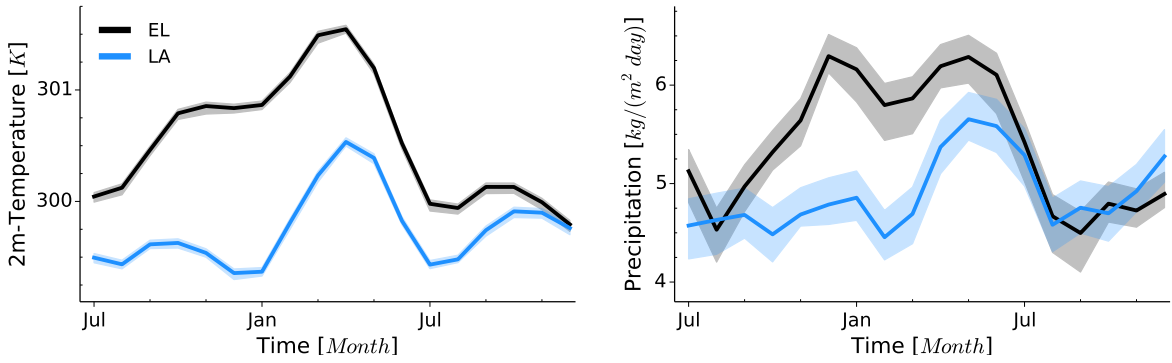 2m-Temperature [K]
301
300
EL
LA
Jul
Jan
Jul
Time [Month]
Precipitation [kg/(m² day)]
6
5
4
Jul
Jan
Jul
Time [Month]